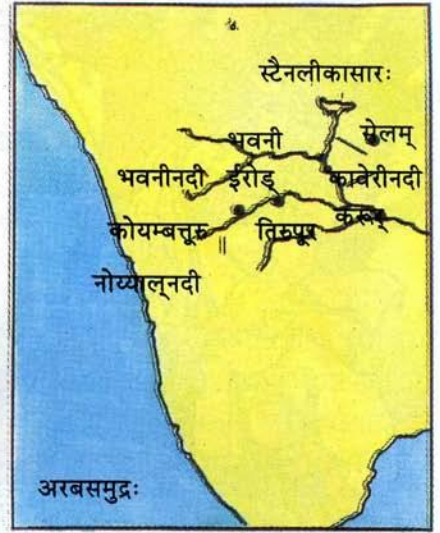 स्टैनलीकासारः
सेलम्
भवनी
भवनीनदी
ईरोड्
कावेरीनदी
करूर्
कोयम्बत्तूरु
तिरुपूर
नोय्याल्नदी
अरबसमुद्रः